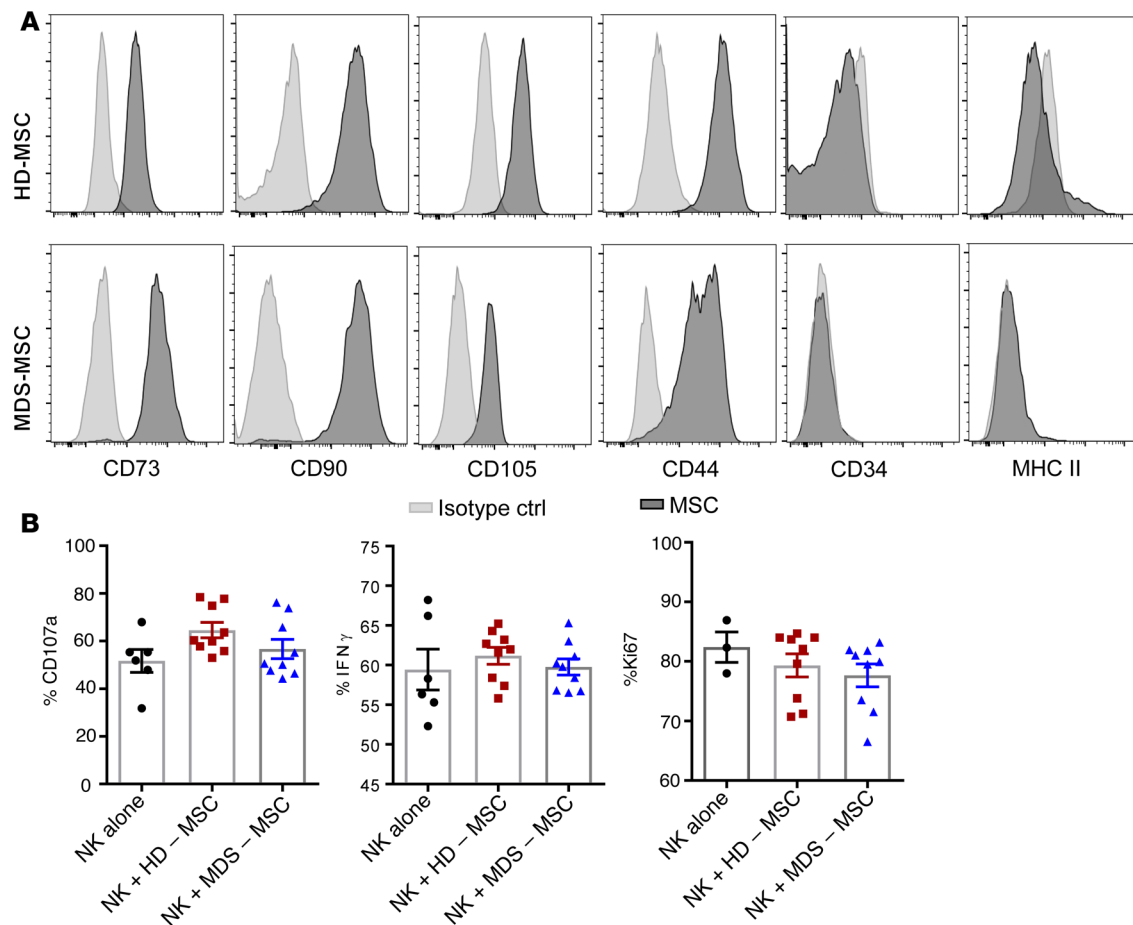 A
HD-MSC
MDS-MSC
CD73 CD90 CD105 CD44 CD34 MHC II
Isotype ctrl MSC
B
% CD107a
100
80
60
40
20
0
NK alone
NK + HD – MSC
NK + MDS – MSC
% IFNγ
75
70
65
60
55
50
45
NK alone
NK + HD – MSC
NK + MDS – MSC
%Ki67
100
90
80
70
60
NK alone
NK + HD – MSC
NK + MDS – MSC